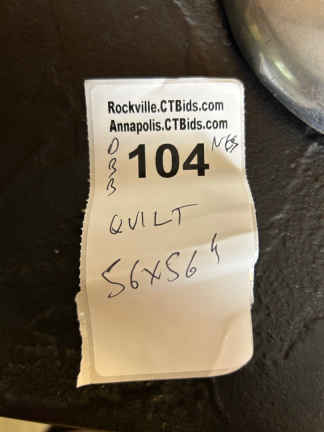 Rockville.CTBids.com
Annapolis.CTBids.com
104
QUILT
56x56"